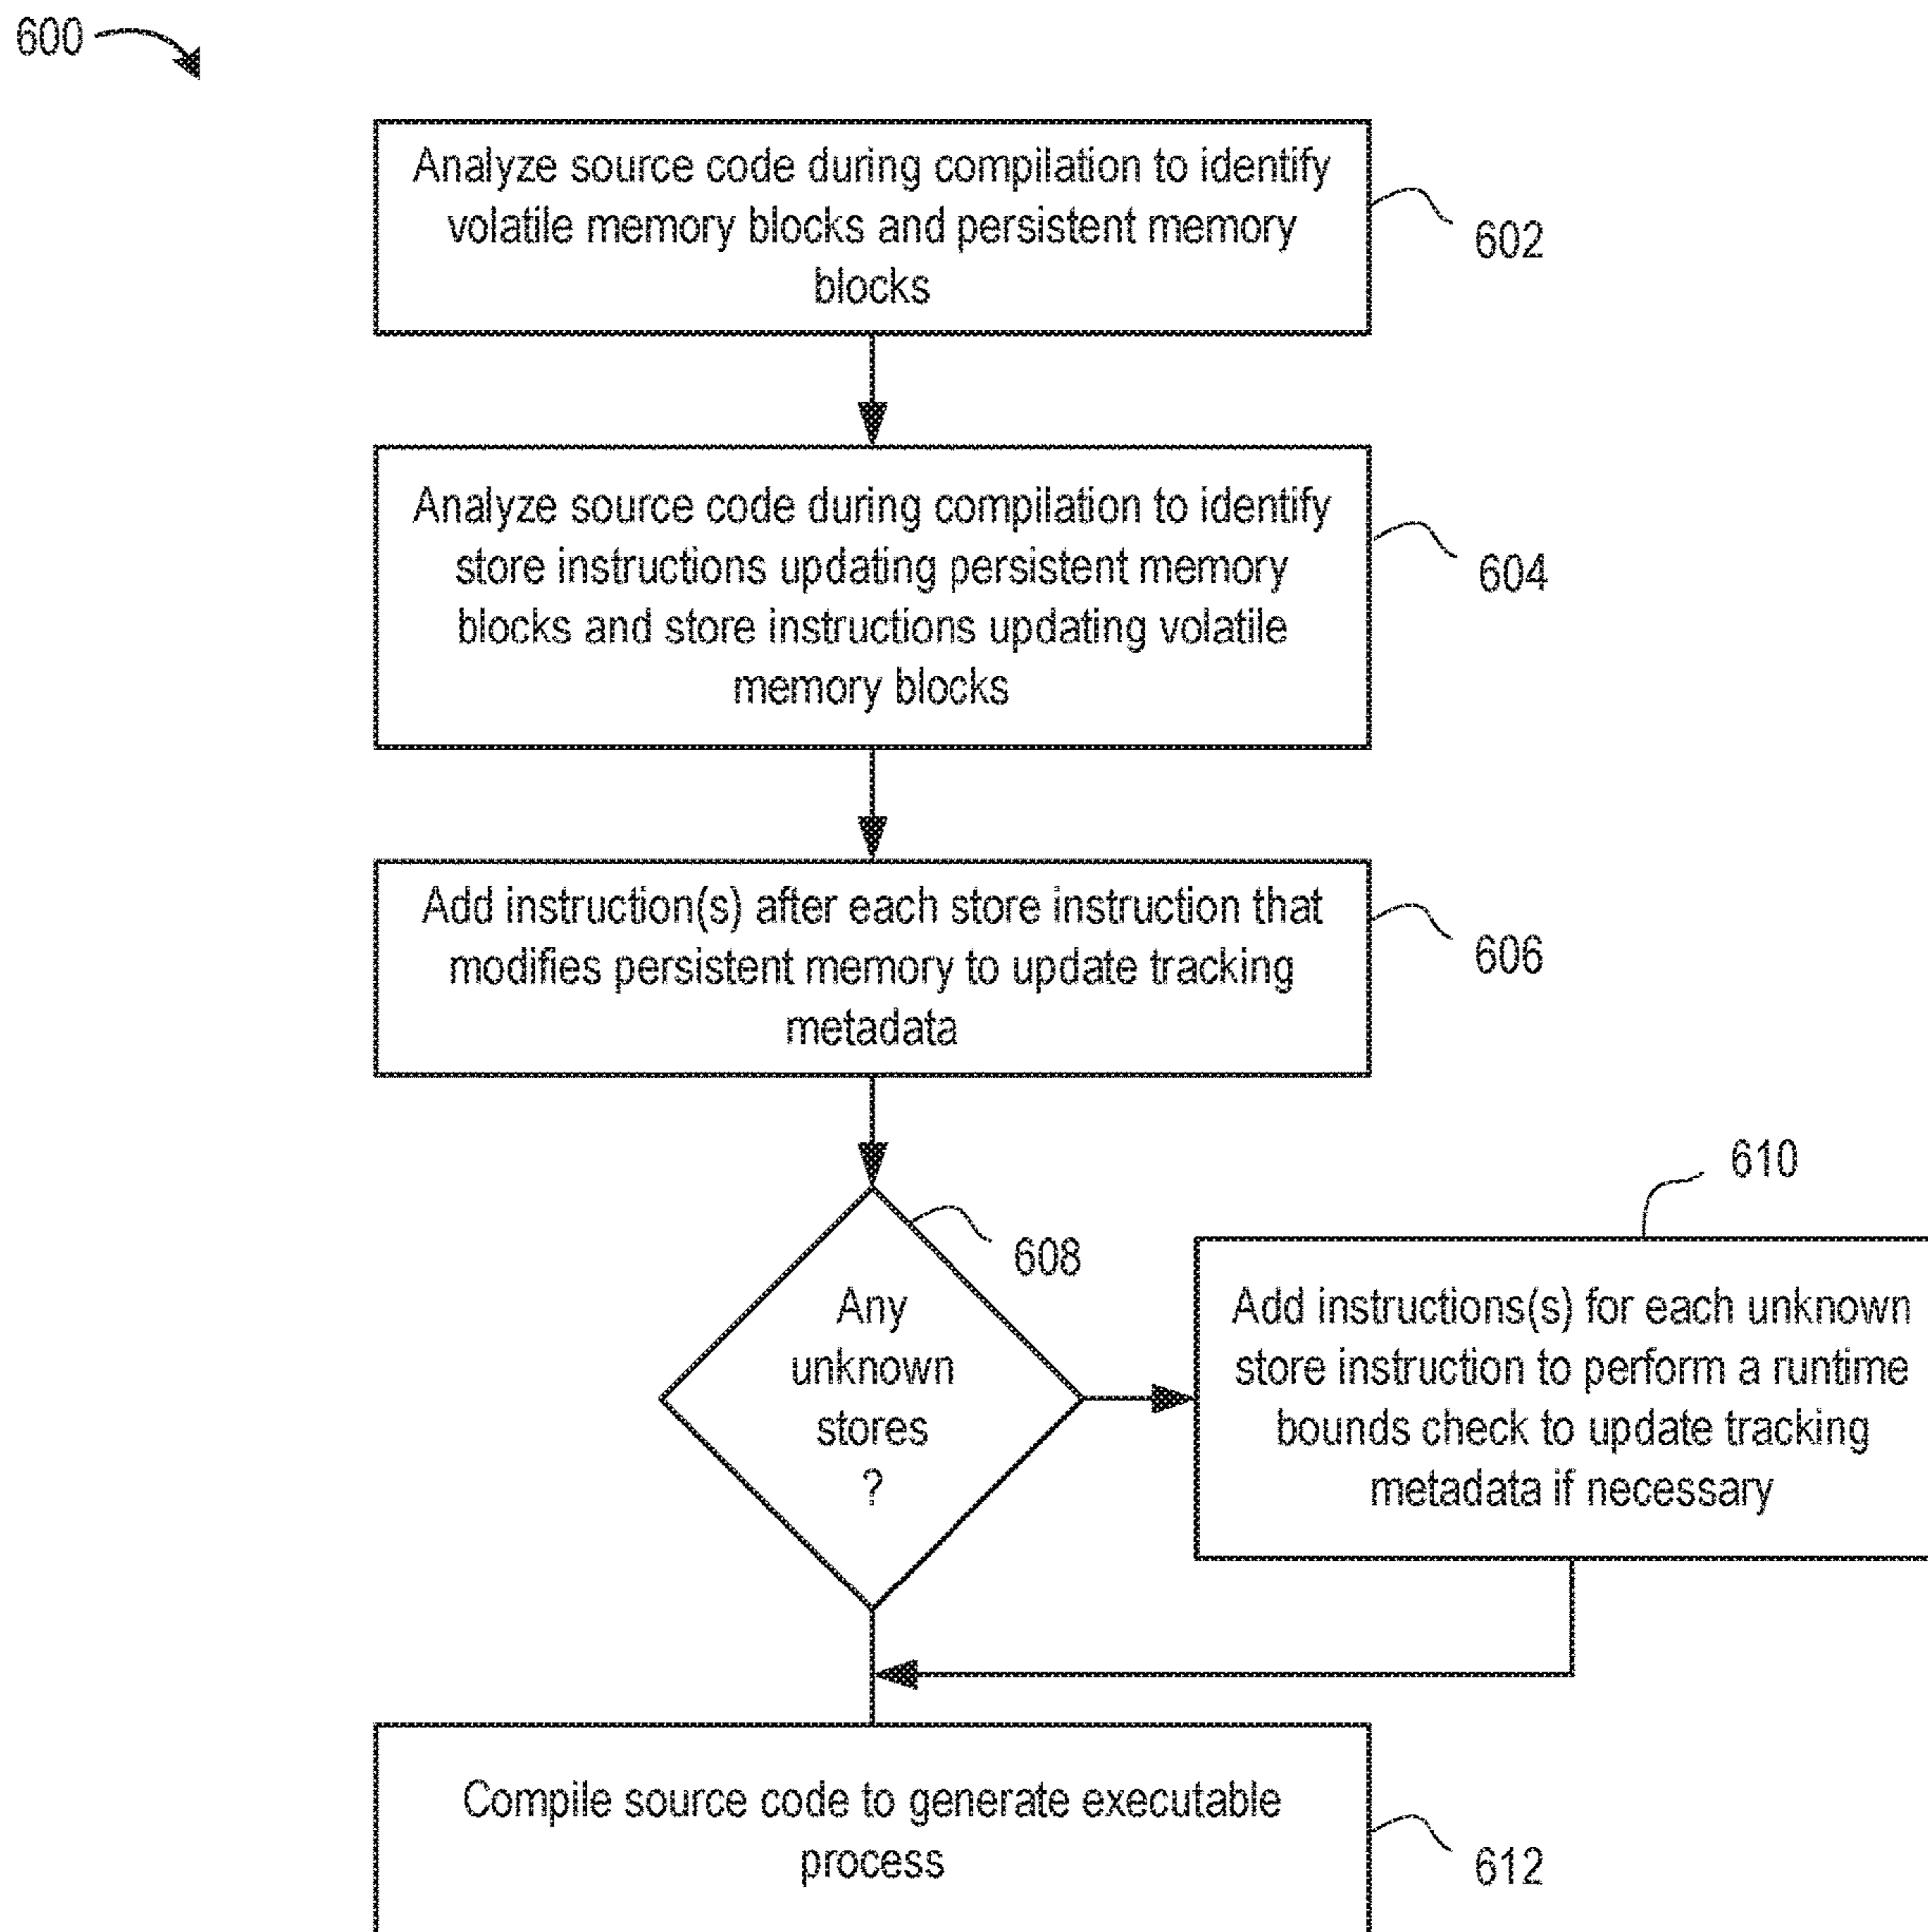 600
Analyze source code during compilation to identify
volatile memory blocks and persistent memory
blocks
602
Analyze source code during compilation to identify
store instructions updating persistent memory
blocks and store instructions updating volatile
memory blocks
604
Add instruction(s) after each store instruction that
modifies persistent memory to update tracking
metadata
606
608
Any
unknown
stores
?
610
Add instructions(s) for each unknown
store instruction to perform a runtime
bounds check to update tracking
metadata if necessary
Compile source code to generate executable
process
612